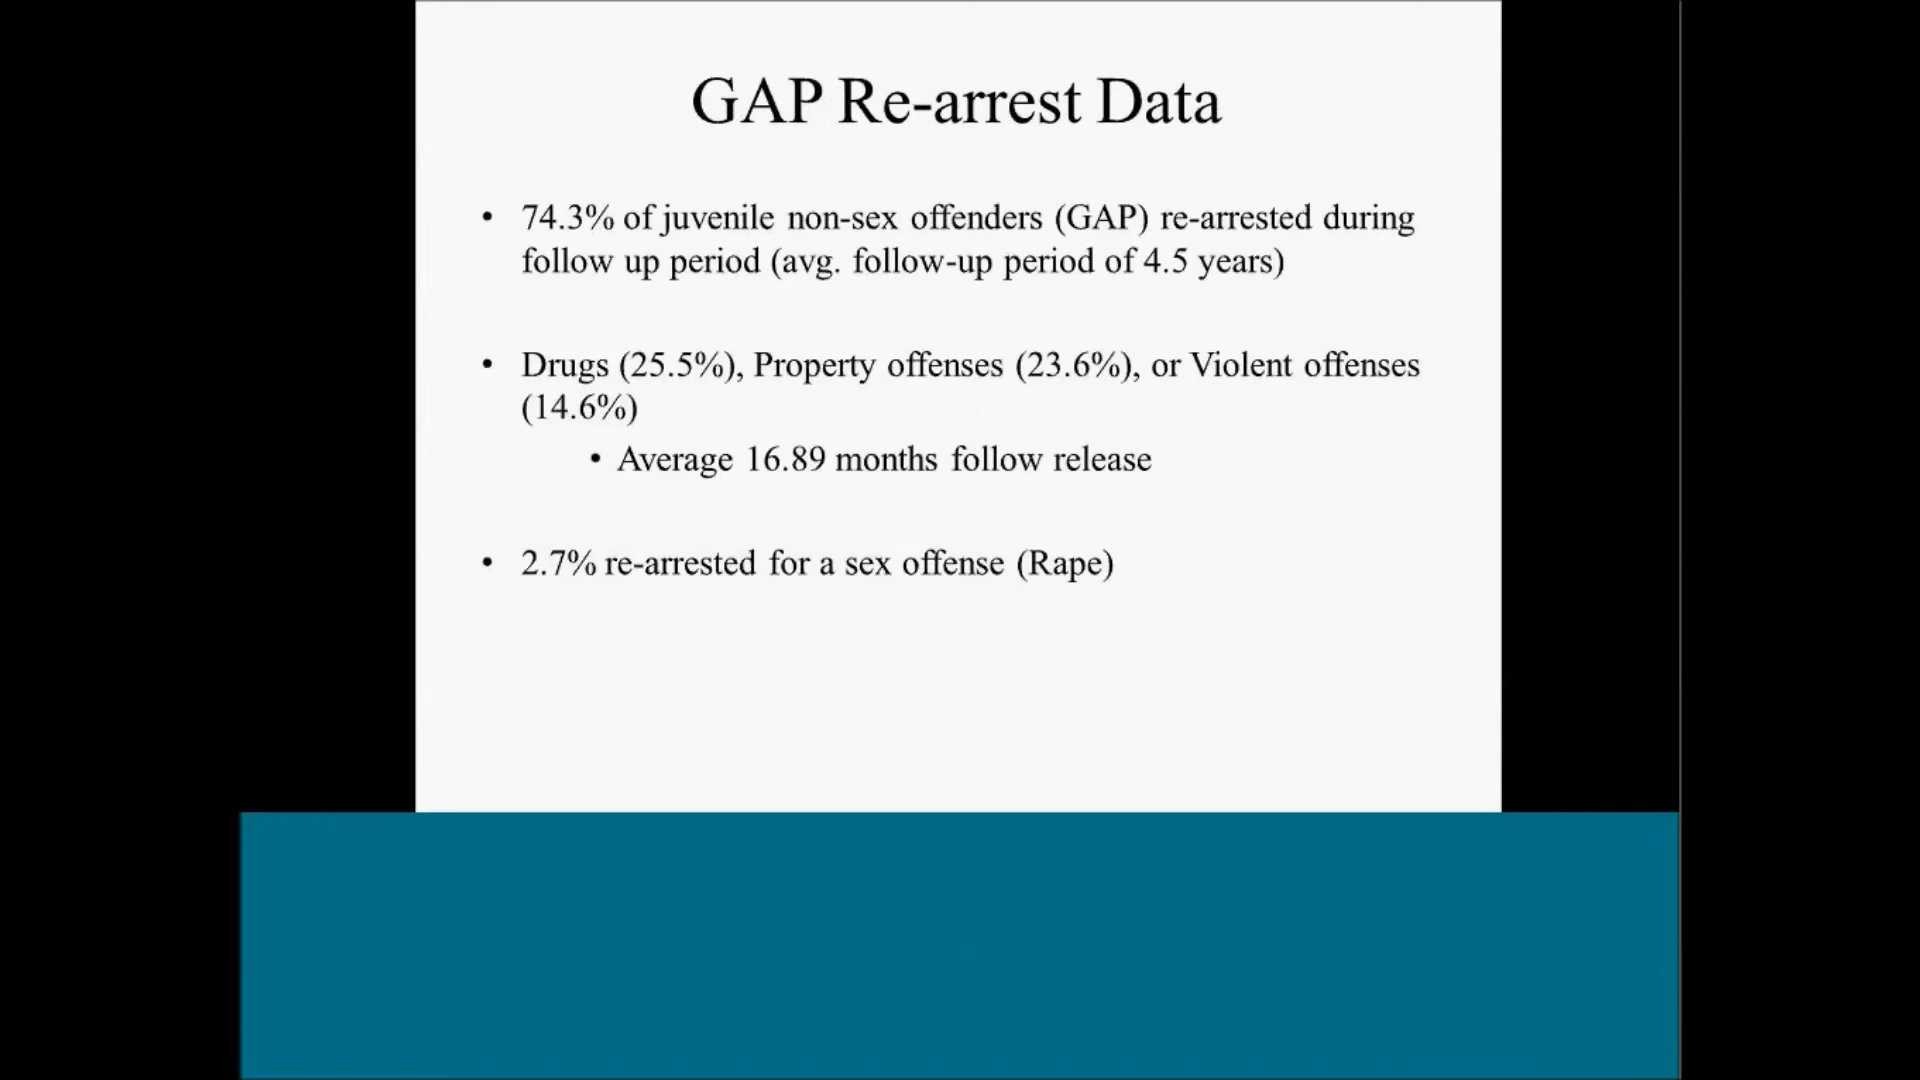 GAP Re-arrest Data
• 74.3% of juvenile non-sex offenders (GAP) re-arrested during
follow up period (avg. follow-up period of 4.5 years)
• Drugs (25.5%), Property offenses (23.6%), or Violent offenses
(14.6%)
• Average 16.89 months follow release
• 2.7% re-arrested for a sex offense (Rape)